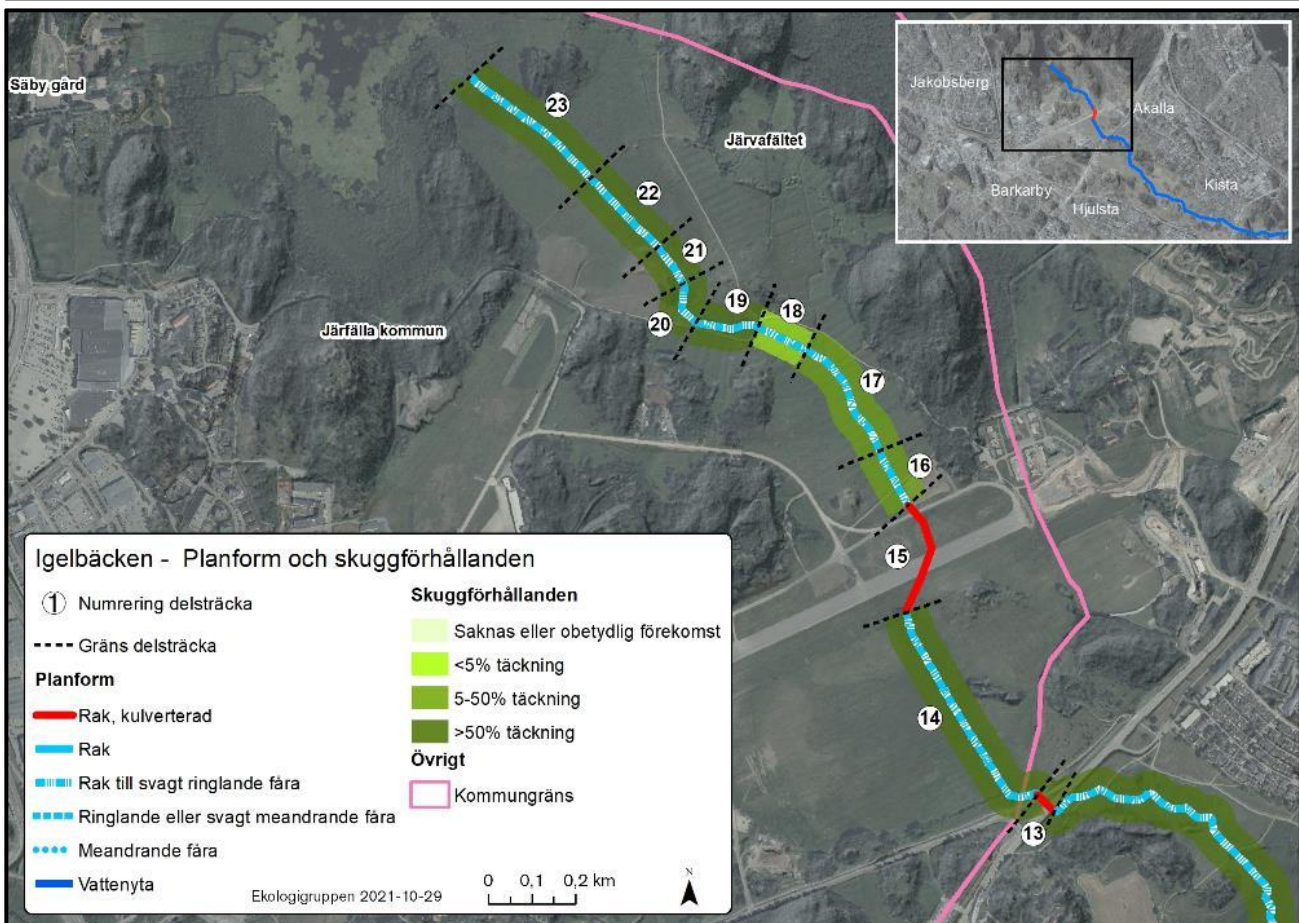 Säby gård
23
Järvafältet
22
21
19
18
20
Järfälla kommun
17
16
15
14
13
Jakobsberg
Akalla
Barkarby
Hjulsta
Kista
Igelbäcken - Planform och skuggförhållanden
1 Numrering delsträcka
Gräns delsträcka
Planform
Rak, kulverterad
Rak
Rak till svagt ringlande fåra
Ringlande eller svagt meandrande fåra
Meandrande fåra
Vattenyta
Skuggförhållanden
Saknas eller obetydlig förekomst
<5% täckning
5-50% täckning
>50% täckning
Övrigt
Kommungräns
Ekologigruppen 2021-10-29
0 0,1 0,2 km
N